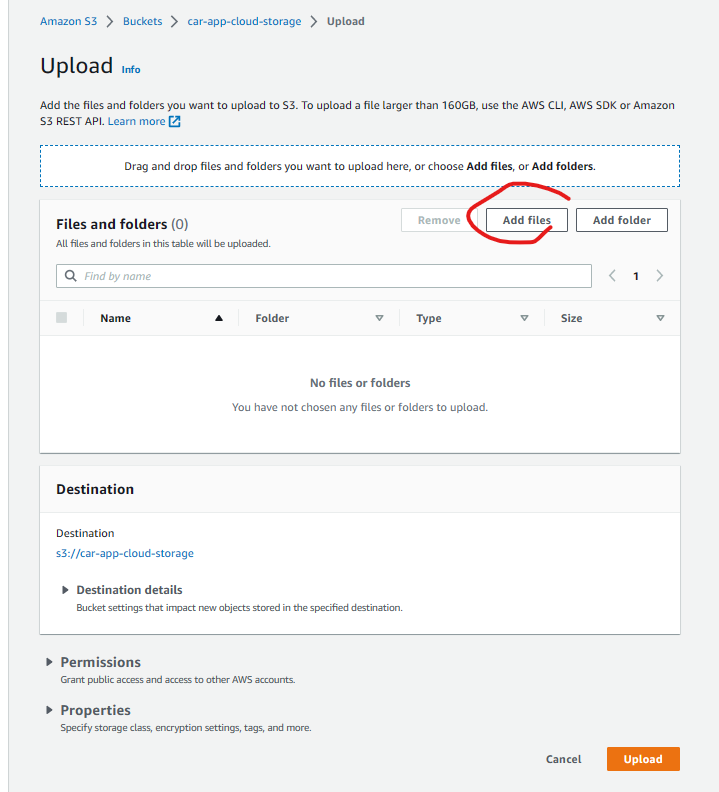 Amazon S3 > Buckets > car-app-cloud-storage > Upload
Upload Info
Add the files and folders you want to upload to S3. To upload a file larger than 160GB, use the AWS CLI, AWS SDK or Amazon
S3 REST API. Learn more
Drag and drop files and folders you want to upload here, or choose Add files, or Add folders.
Files and folders (0)
Remove Add files Add folder
All files and folders in this table will be uploaded.
Find by name
< 1 >
Name Folder Type Size
No files or folders
You have not chosen any files or folders to upload.
Destination
Destination
s3://car-app-cloud-storage
Destination details
Bucket settings that impact new objects stored in the specified destination.
Permissions
Grant public access and access to other AWS accounts.
Properties
Specify storage class, encryption settings, tags, and more.
Cancel Upload